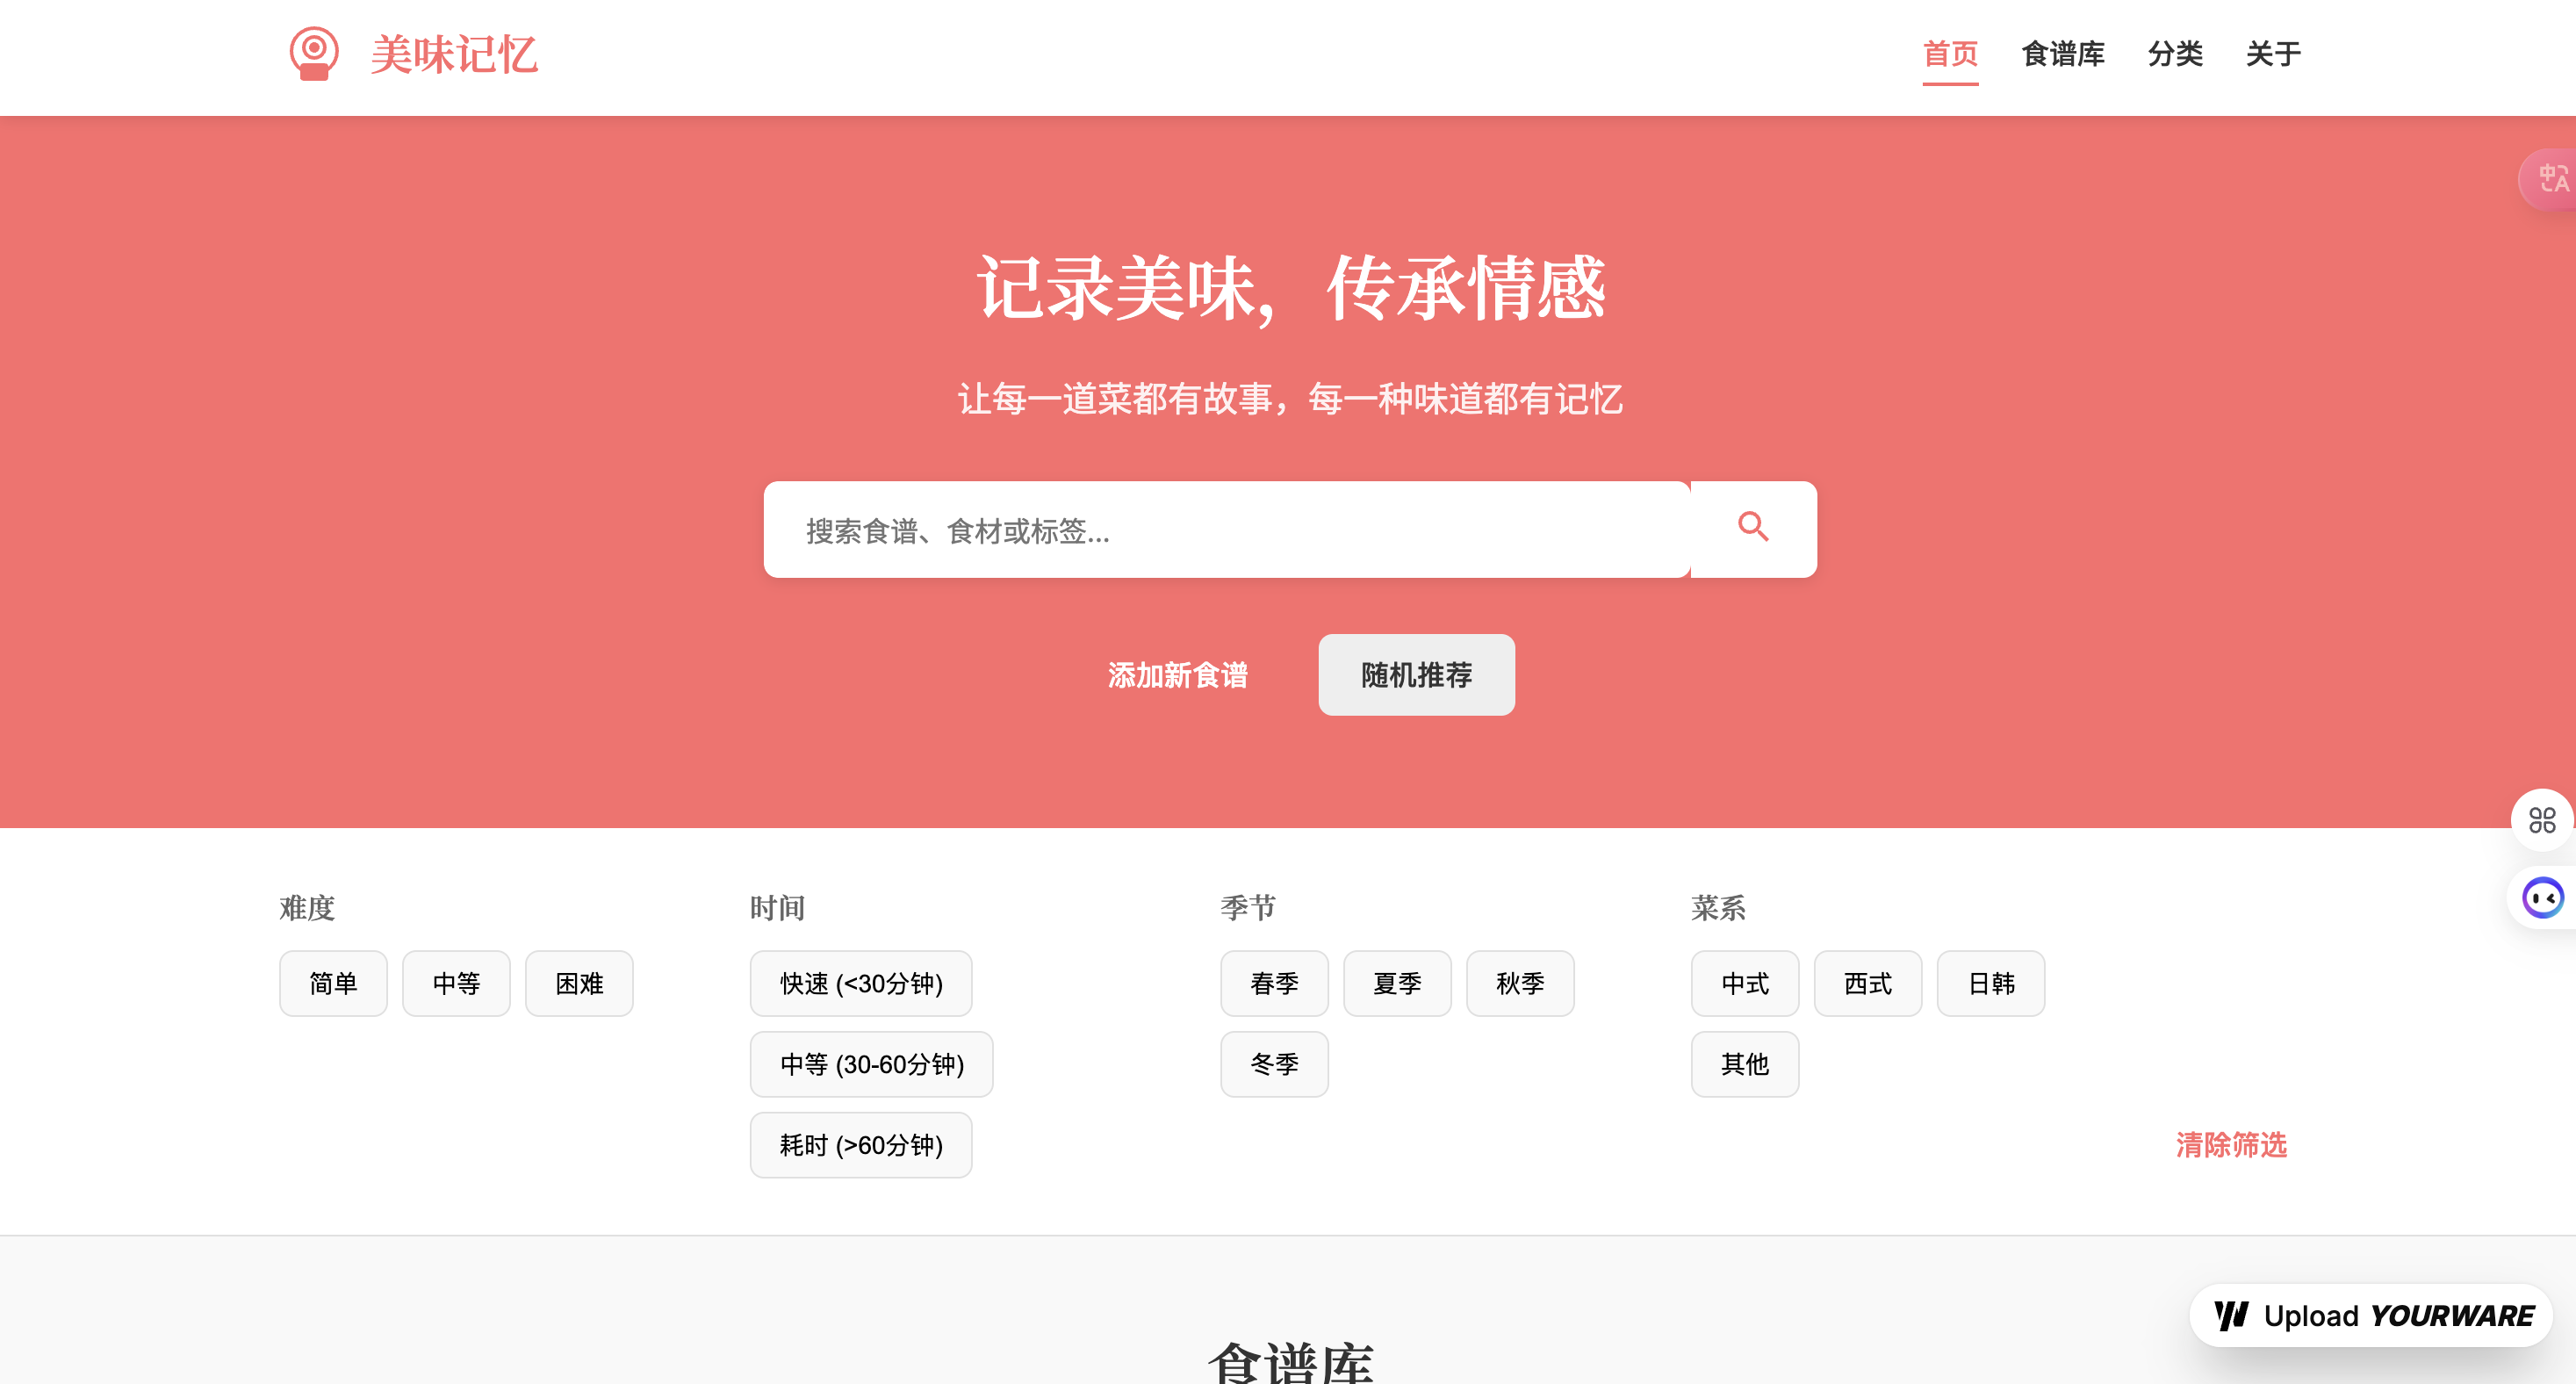 美味记忆
首页 食谱库 分类 关于
中A
记录美味，传承情感
让每一道菜都有故事，每一种味道都有记忆
搜索食谱、食材或标签...
添加新食谱 随机推荐
难度
简单 中等 困难
时间
快速 (<30分钟)
中等 (30-60分钟)
耗时 (>60分钟)
季节
春季 夏季 秋季
冬季
菜系
中式 西式 日韩
其他
清除筛选
食谱库
Upload YOURWARE